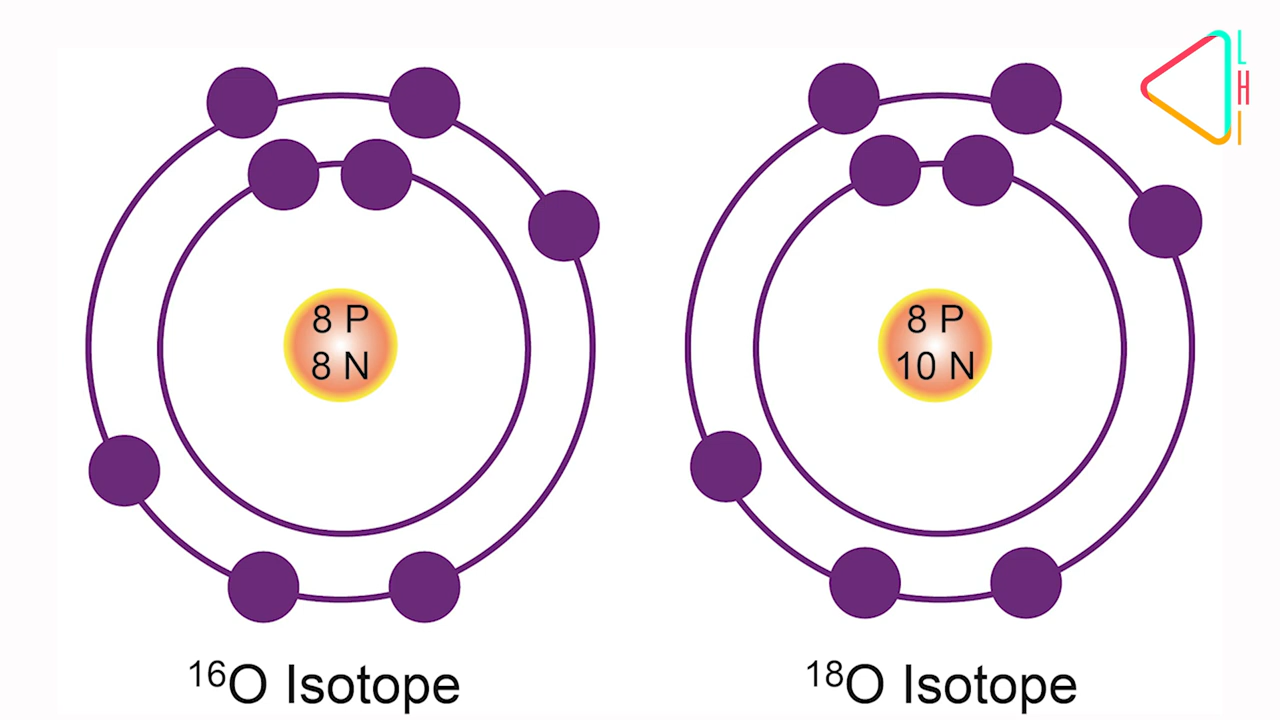 L
H
I
8 P
8 N
8 P
10 N
¹⁶O Isotope
¹⁸O Isotope